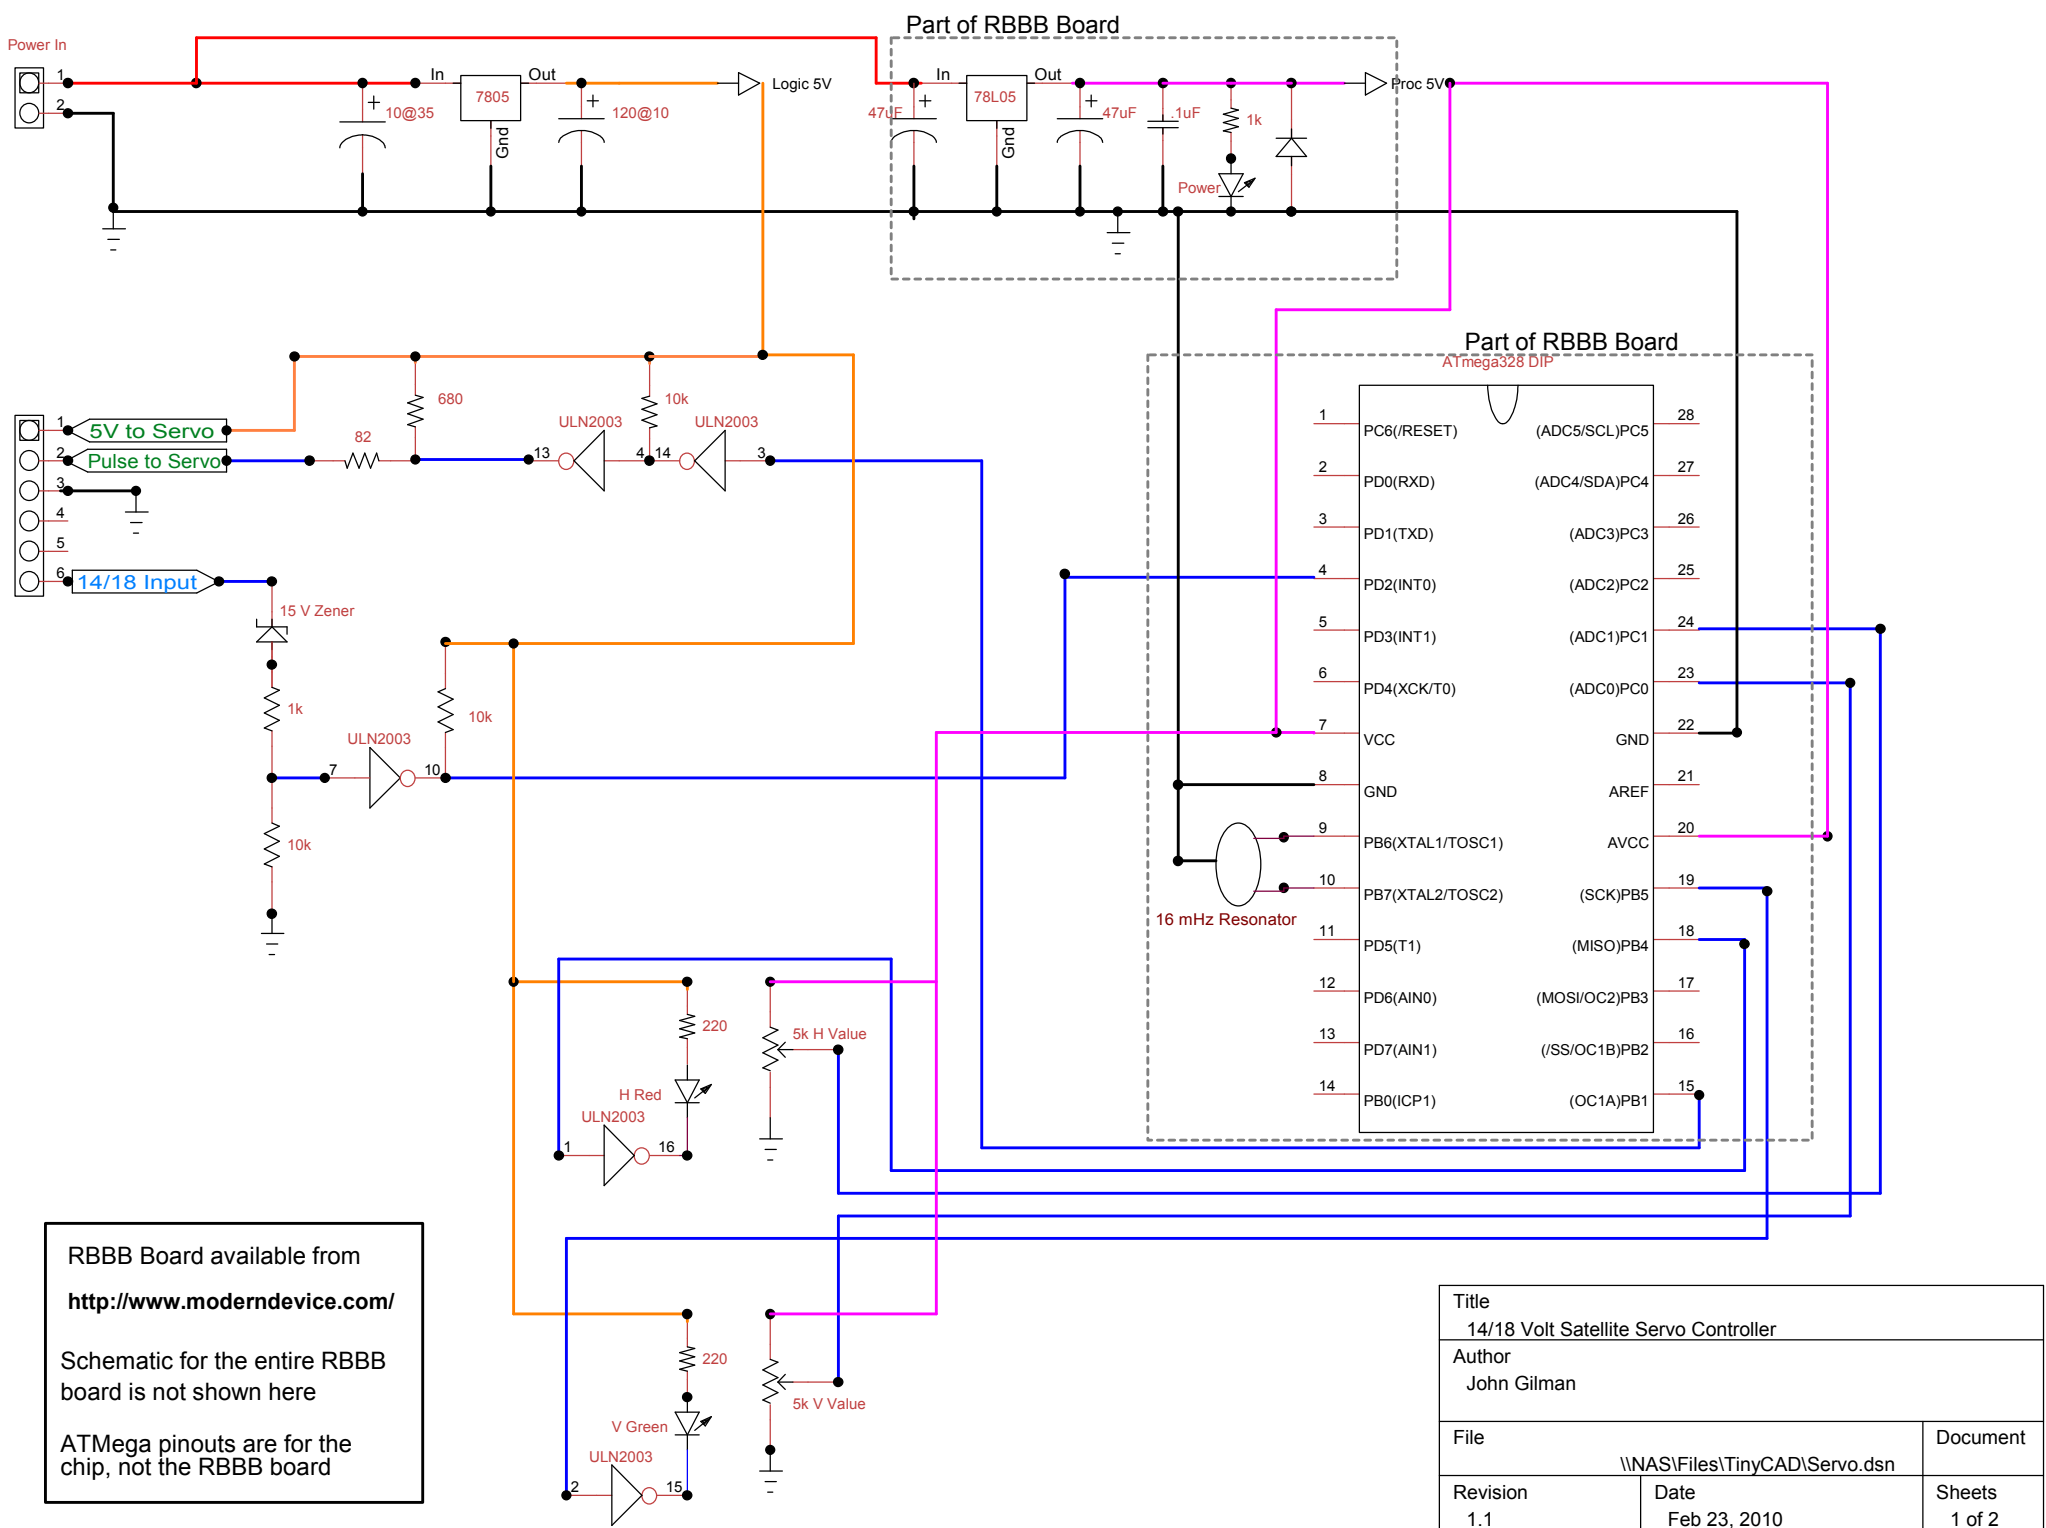 Part of RBBB Board
Power In
1
2
10@35
In
7805
Out
Gnd
120@10
Logic 5V
47uF
In
78L05
Out
Gnd
47uF
.1uF
1k
Power
Proc 5V
1
5V to Servo
2
Pulse to Servo
3
4
5
6
14/18 Input
82
680
13
ULN2003
4
14
10k
ULN2003
3
15 V Zener
1k
10k
ULN2003
7
10
10k
Part of RBBB Board
ATmega328 DIP
1
PC6(/RESET)
(ADC5/SCL)PC5
28
2
PD0(RXD)
(ADC4/SDA)PC4
27
3
PD1(TXD)
(ADC3)PC3
26
4
PD2(INT0)
(ADC2)PC2
25
5
PD3(INT1)
(ADC1)PC1
24
6
PD4(XCK/T0)
(ADC0)PC0
23
7
VCC
GND
22
8
GND
AREF
21
9
PB6(XTAL1/TOSC1)
AVCC
20
10
PB7(XTAL2/TOSC2)
(SCK)PB5
19
16 mHz Resonator
11
PD5(T1)
(MISO)PB4
18
12
PD6(AIN0)
(MOSI/OC2)PB3
17
13
PD7(AIN1)
(/SS/OC1B)PB2
16
14
PB0(ICP1)
(OC1A)PB1
15
220
5k H Value
H Red
ULN2003
1
16
220
5k V Value
V Green
ULN2003
2
15
RBBB Board available from
http://www.moderndevice.com/
Schematic for the entire RBBB
board is not shown here
ATMega pinouts are for the
chip, not the RBBB board
Title
14/18 Volt Satellite Servo Controller
Author
John Gilman
File
\\NAS\Files\TinyCAD\Servo.dsn
Document
Revision
1.1
Date
Feb 23, 2010
Sheets
1 of 2